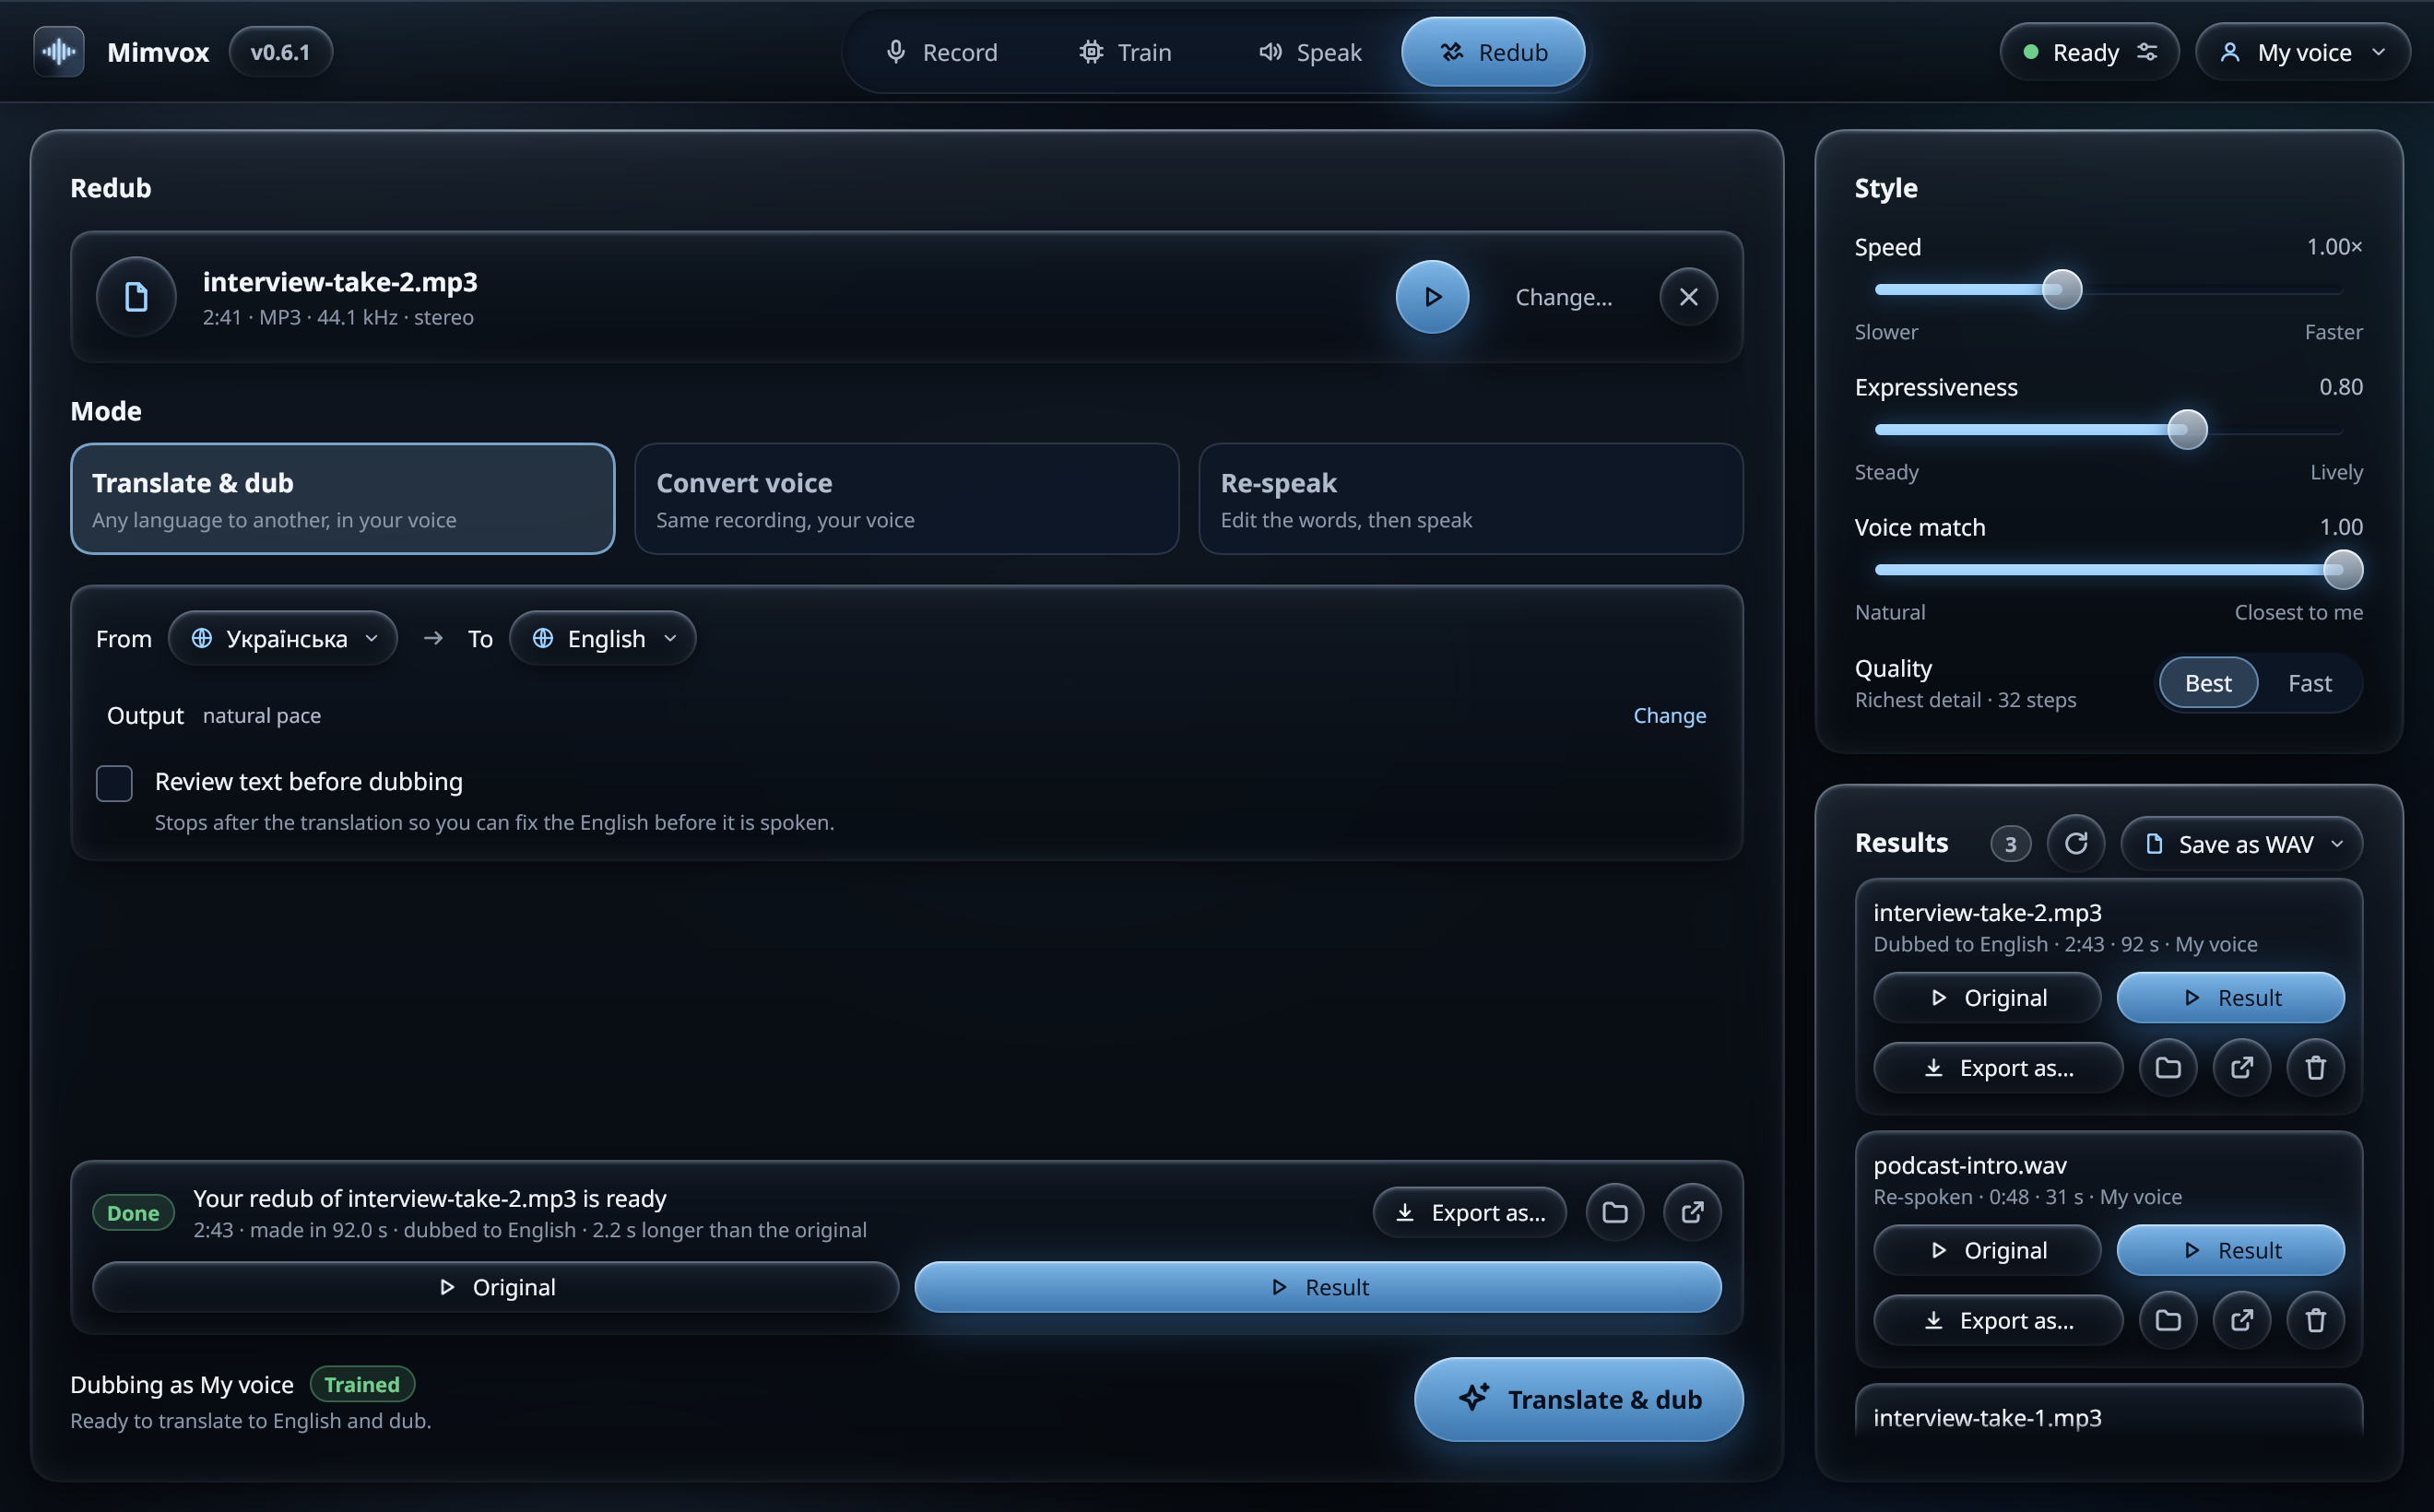 Mimvox
v0.6.1
Record
Train
Speak
Redub
Ready
My voice
Redub
interview-take-2.mp3
2:41 · MP3 · 44.1 kHz · stereo
Change...
Mode
Translate & dub
Any language to another, in your voice
Convert voice
Same recording, your voice
Re-speak
Edit the words, then speak
From
Українська
To
English
Output natural pace
Change
Review text before dubbing
Stops after the translation so you can fix the English before it is spoken.
Done
Your redub of interview-take-2.mp3 is ready
2:43 · made in 92.0 s · dubbed to English · 2.2 s longer than the original
Export as...
Original
Result
Dubbing as My voice
Trained
Ready to translate to English and dub.
Translate & dub
Style
Speed
1.00×
Slower
Faster
Expressiveness
0.80
Steady
Lively
Voice match
1.00
Natural
Closest to me
Quality
Richest detail · 32 steps
Best
Fast
Results
3
Save as WAV
interview-take-2.mp3
Dubbed to English · 2:43 · 92 s · My voice
Original
Result
Export as...
podcast-intro.wav
Re-spoken · 0:48 · 31 s · My voice
Original
Result
Export as...
interview-take-1.mp3